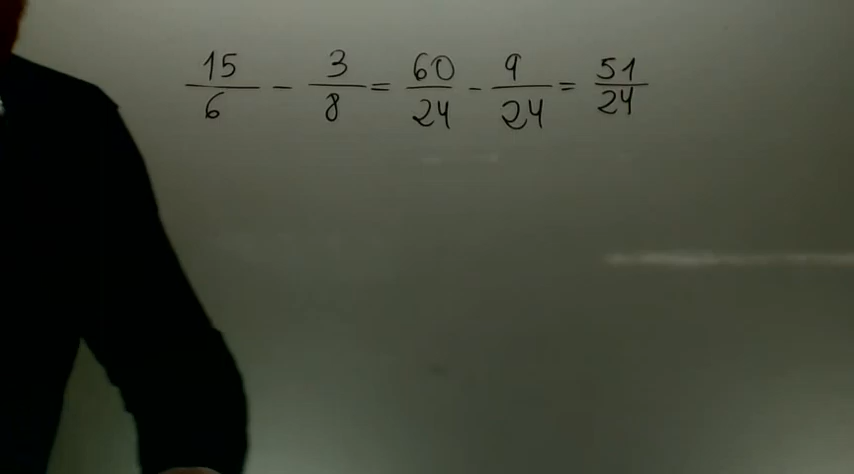 15/6 - 3/8 = 60/24 - 9/24 = 51/24